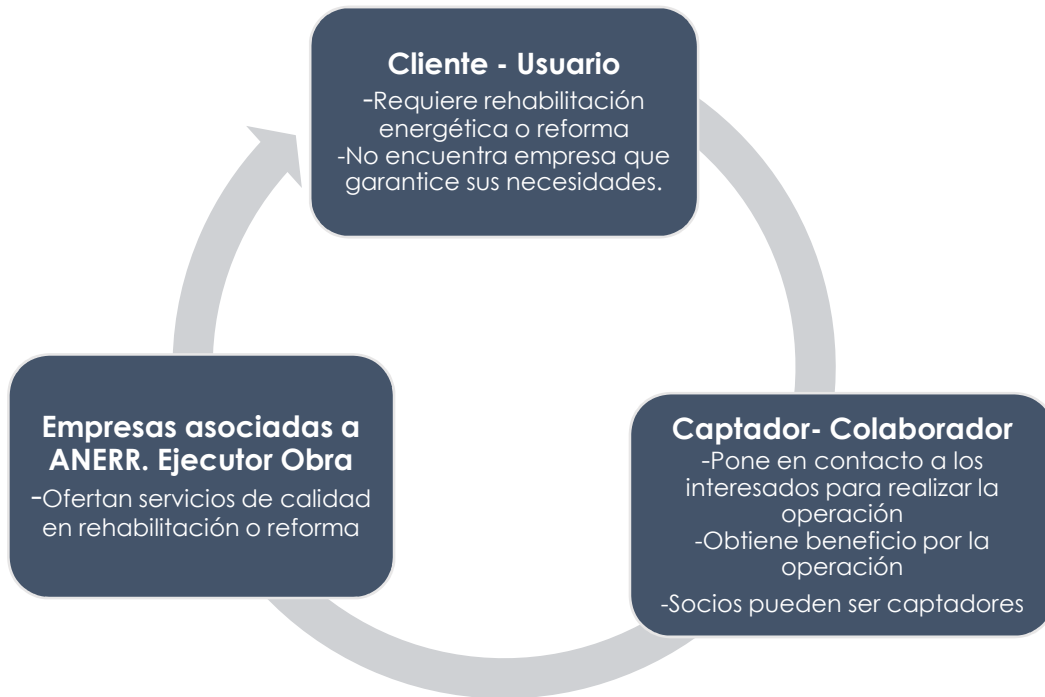 Cliente - Usuario
-Requiere rehabilitación
energética o reforma
-No encuentra empresa que
garantice sus necesidades.
Captador- Colaborador
-Pone en contacto a los
interesados para realizar la
operación
-Obtiene beneficio por la
operación
-Socios pueden ser captadores
Empresas asociadas a
ANERR. Ejecutor Obra
-Ofertan servicios de calidad
en rehabilitación o reforma